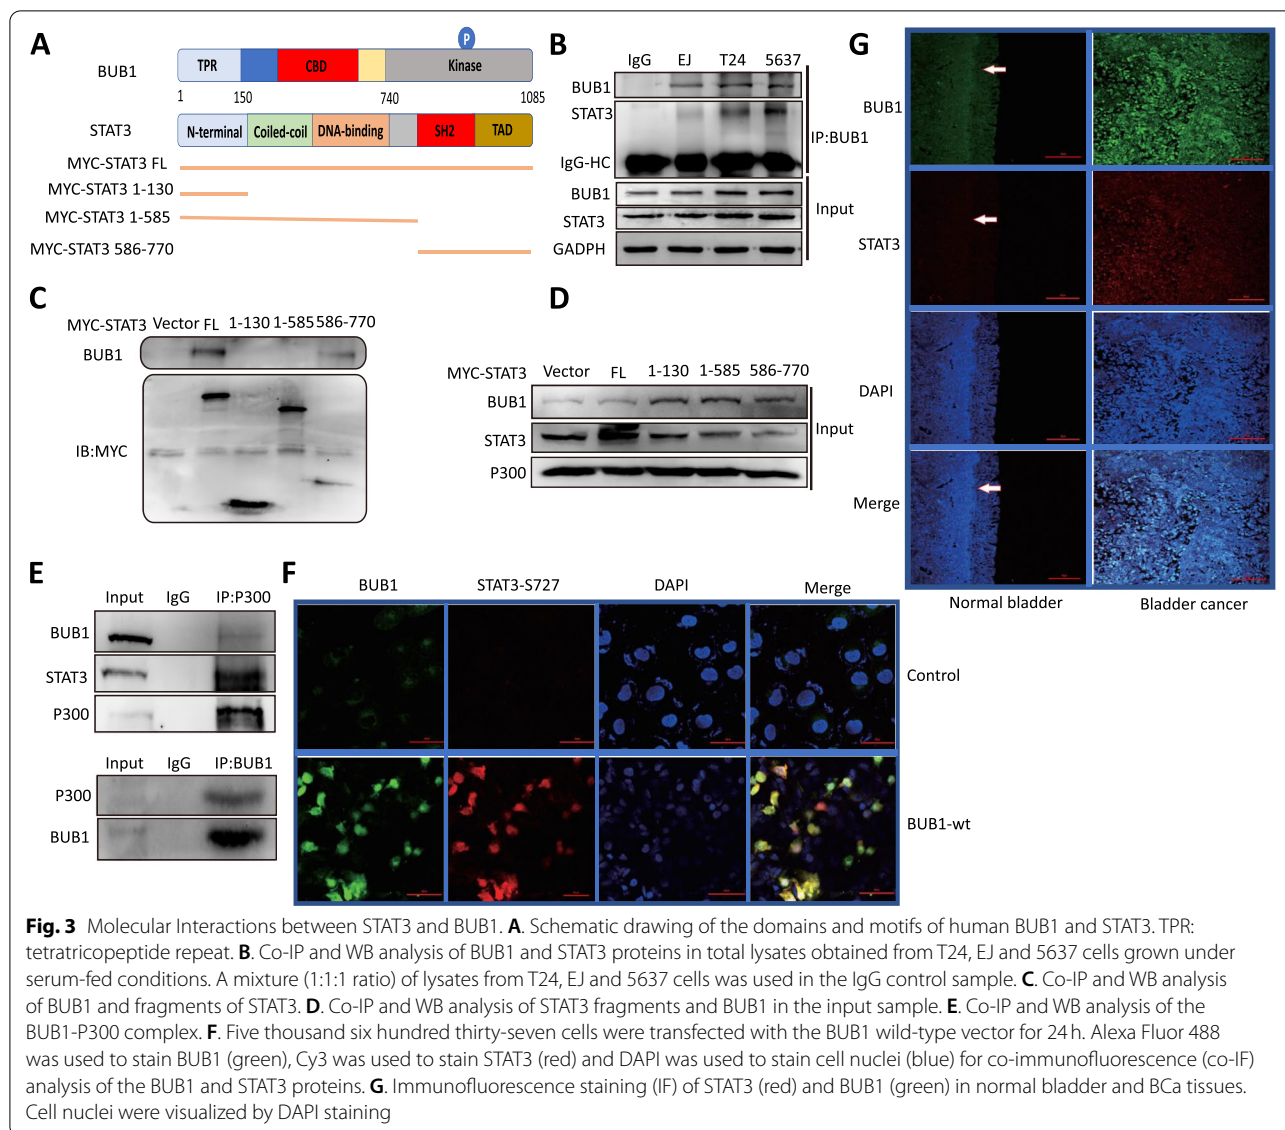 A
P
BUB1
TPR CBD Kinase
1 150 740 1085
STAT3
N-terminal Coiled-coil DNA-binding SH2 TAD
MYC-STAT3 FL
MYC-STAT3 1-130
MYC-STAT3 1-585
MYC-STAT3 586-770
B
IgG EJ T24 5637
BUB1
STAT3
IP:BUB1
IgG-HC
BUB1
Input
STAT3
GADPH
C
MYC-STAT3 Vector FL 1-130 1-585 586-770
BUB1
IB:MYC
D
MYC-STAT3 Vector FL 1-130 1-585 586-770
BUB1
Input
STAT3
P300
E
Input IgG IP:P300
BUB1
STAT3
P300
Input IgG IP:BUB1
P300
BUB1
F
BUB1 STAT3-S727 DAPI Merge
Control
BUB1-wt
G
BUB1
STAT3
DAPI
Merge
Normal bladder Bladder cancer
Fig. 3 Molecular Interactions between STAT3 and BUB1. A. Schematic drawing of the domains and motifs of human BUB1 and STAT3. TPR:
tetratricopeptide repeat. B. Co-IP and WB analysis of BUB1 and STAT3 proteins in total lysates obtained from T24, EJ and 5637 cells grown under
serum-fed conditions. A mixture (1:1:1 ratio) of lysates from T24, EJ and 5637 cells was used in the IgG control sample. C. Co-IP and WB analysis
of BUB1 and fragments of STAT3. D. Co-IP and WB analysis of STAT3 fragments and BUB1 in the input sample. E. Co-IP and WB analysis of the
BUB1-P300 complex. F. Five thousand six hundred thirty-seven cells were transfected with the BUB1 wild-type vector for 24 h. Alexa Fluor 488
was used to stain BUB1 (green), Cy3 was used to stain STAT3 (red) and DAPI was used to stain cell nuclei (blue) for co-immunofluorescence (co-IF)
analysis of the BUB1 and STAT3 proteins. G. Immunofluorescence staining (IF) of STAT3 (red) and BUB1 (green) in normal bladder and BCa tissues.
Cell nuclei were visualized by DAPI staining